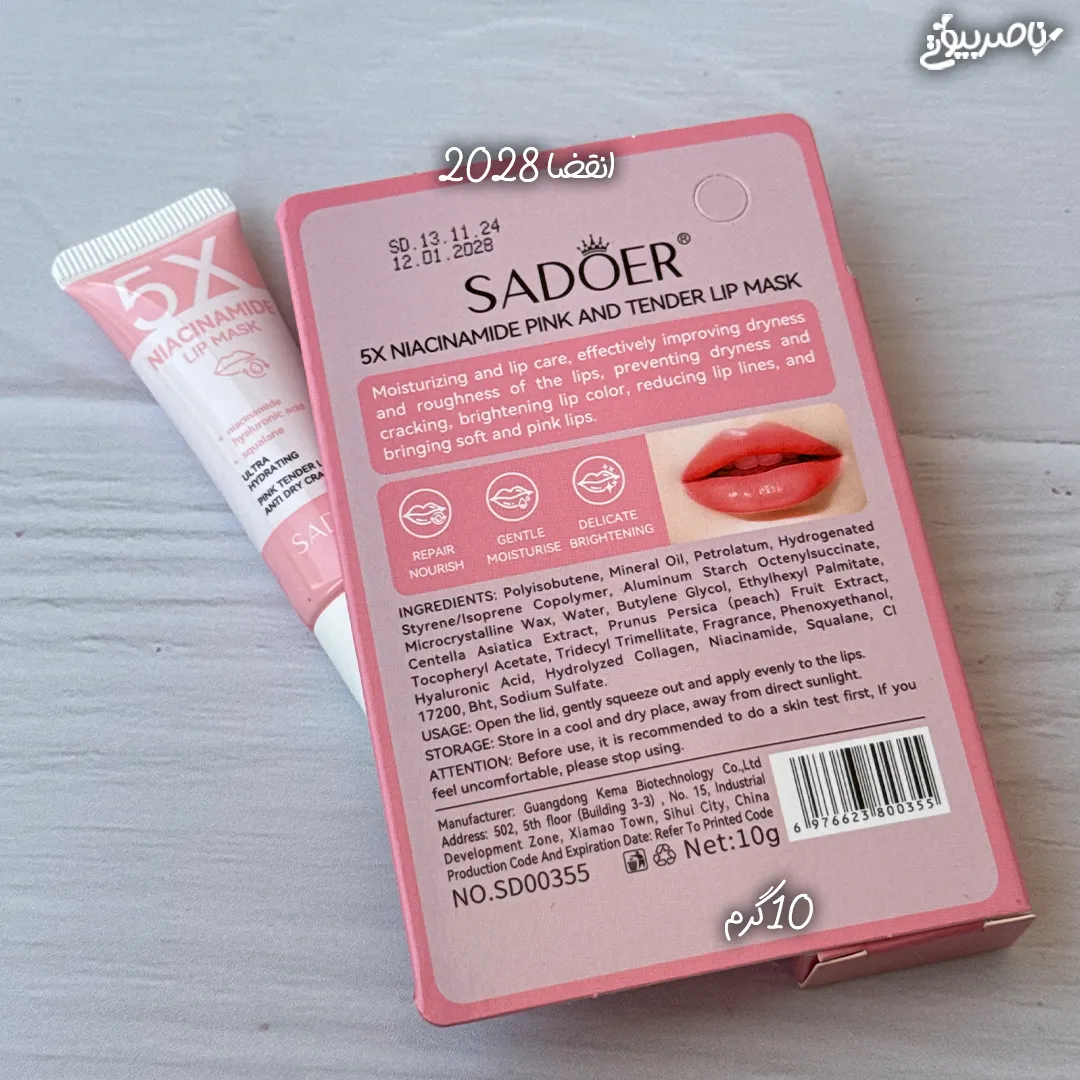 ناصر بیوتی
انقضا 2028
SD.13.11.24
12.01.2028
SADOER®
5X NIACINAMIDE PINK AND TENDER LIP MASK
Moisturizing and lip care, effectively improving dryness
and roughness of the lips, preventing dryness and
cracking, brightening lip color, reducing lip lines, and
bringing soft and pink lips.
REPAIR
NOURISH
GENTLE
MOISTURISE
DELICATE
BRIGHTENING
INGREDIENTS: Polyisobutene, Mineral Oil, Petrolatum, Hydrogenated
Styrene/Isoprene Copolymer, Aluminum Starch Octenylsuccinate,
Microcrystalline Wax, Water, Butylene Glycol, Ethylhexyl Palmitate,
Centella Asiatica Extract, Prunus Persica (peach) Fruit Extract,
Tocopheryl Acetate, Tridecyl Trimellitate, Fragrance, Phenoxyethanol,
Hyaluronic Acid, Hydrolyzed Collagen, Niacinamide, Squalane, CI
17200, Bht, Sodium Sulfate.
USAGE: Open the lid, gently squeeze out and apply evenly to the lips.
STORAGE: Store in a cool and dry place, away from direct sunlight.
ATTENTION: Before use, it is recommended to do a skin test first, If you
feel uncomfortable, please stop using.
Manufacturer: Guangdong Kema Biotechnology Co.,Ltd
Address: 502, 5th floor (Building 3-3) , No. 15, Industrial
Development Zone, Xiamao Town, Sihui City, China
Production Code And Expiration Date: Refer To Printed Code
NO.SD00355
Net:10g
6 976623 800355
10گرم
5X
NIACINAMIDE
LIP MASK
niacinamide
hyaluronic acid
squalane
ULTRA
HYDRATING
PINK TENDER L
ANTI DRY CRA
SA